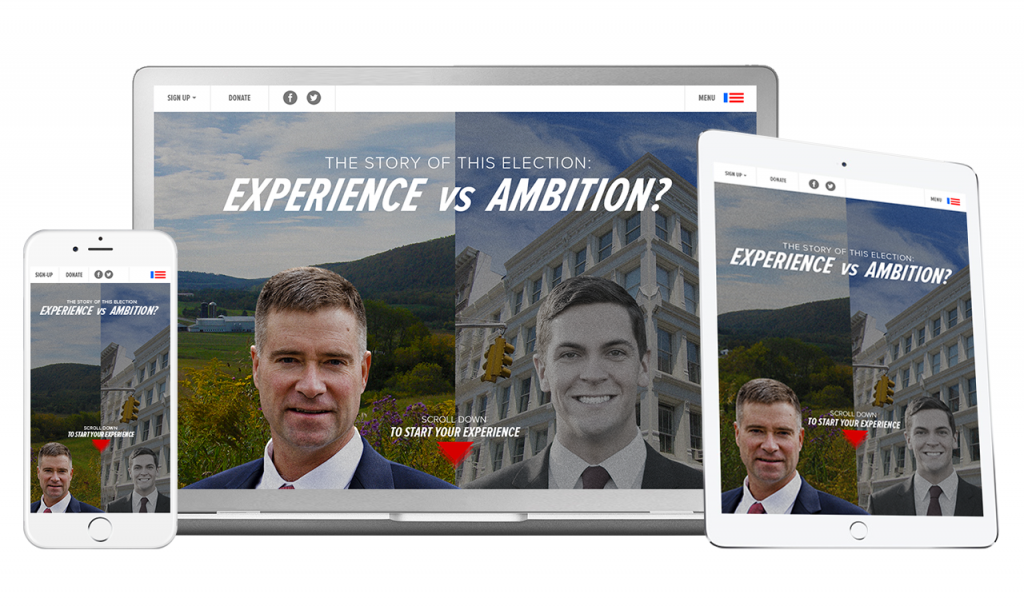 SIGN UP
DONATE
MENU
THE STORY OF THIS ELECTION:
EXPERIENCE vs AMBITION?
SCROLL DOWN
TO START YOUR EXPERIENCE
SIGN-UP
DONATE
THE STORY OF THIS ELECTION:
EXPERIENCE vs AMBITION?
SCROLL DOWN
TO START YOUR EXPERIENCE
SIGN UP
DONATE
MENU
THE STORY OF THIS ELECTION:
EXPERIENCE vs AMBITION?
SCROLL DOWN
TO START YOUR EXPERIENCE